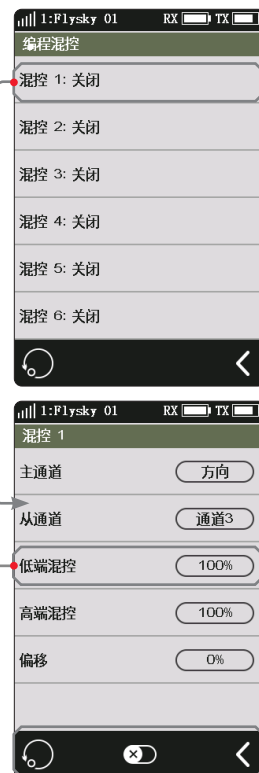 1:Flysky 01 RX TX
编程混控
混控 1: 关闭
混控 2: 关闭
混控 3: 关闭
混控 4: 关闭
混控 5: 关闭
混控 6: 关闭
1:Flysky 01 RX TX
混控 1
主通道 方向
从通道 通道3
低端混控 100%
高端混控 100%
偏移 0%